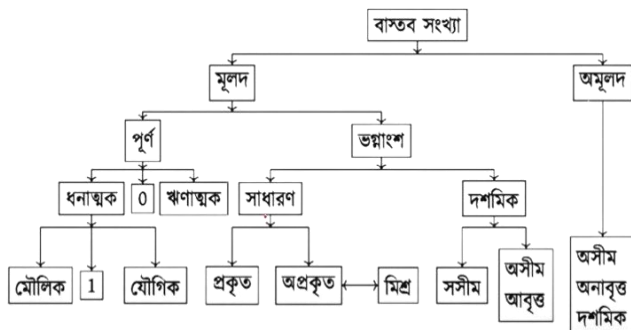 বাস্তব সংখ্যা
মূলদ
অমূলদ
পূর্ণ
ভগ্নাংশ
ধনাত্মক
0
ঋণাত্মক
সাধারণ
দশমিক
মৌলিক
1
যৌগিক
প্রকৃত
অপ্রকৃত
মিশ্র
সসীম
অসীম
আবৃত্ত
অসীম
অনাবৃত্ত
দশমিক